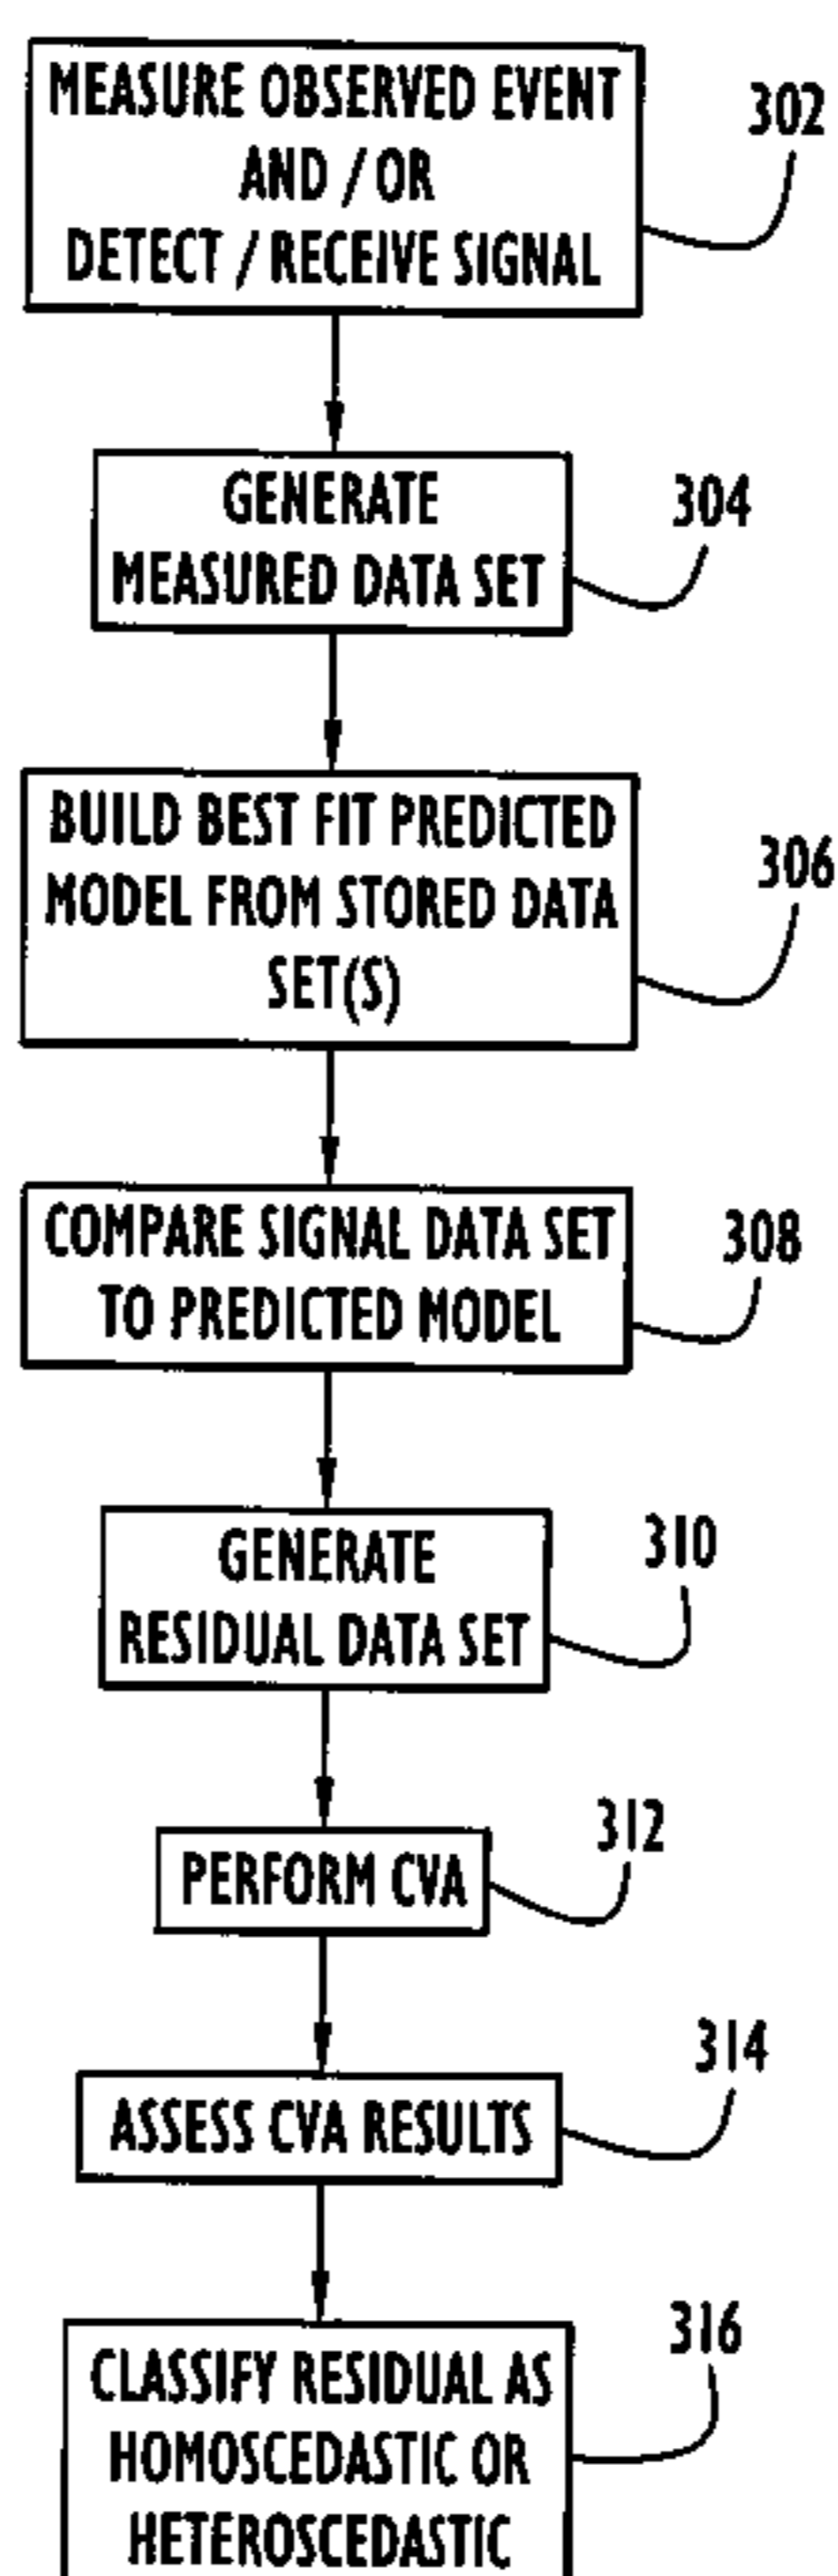 MEASURE OBSERVED EVENT
AND / OR
DETECT / RECEIVE SIGNAL
302
GENERATE
MEASURED DATA SET
304
BUILD BEST FIT PREDICTED
MODEL FROM STORED DATA
SET(S)
306
COMPARE SIGNAL DATA SET
TO PREDICTED MODEL
308
GENERATE
RESIDUAL DATA SET
310
PERFORM CVA
312
ASSESS CVA RESULTS
314
CLASSIFY RESIDUAL AS
HOMOSCEDASTIC OR
HETEROSCEDASTIC
316